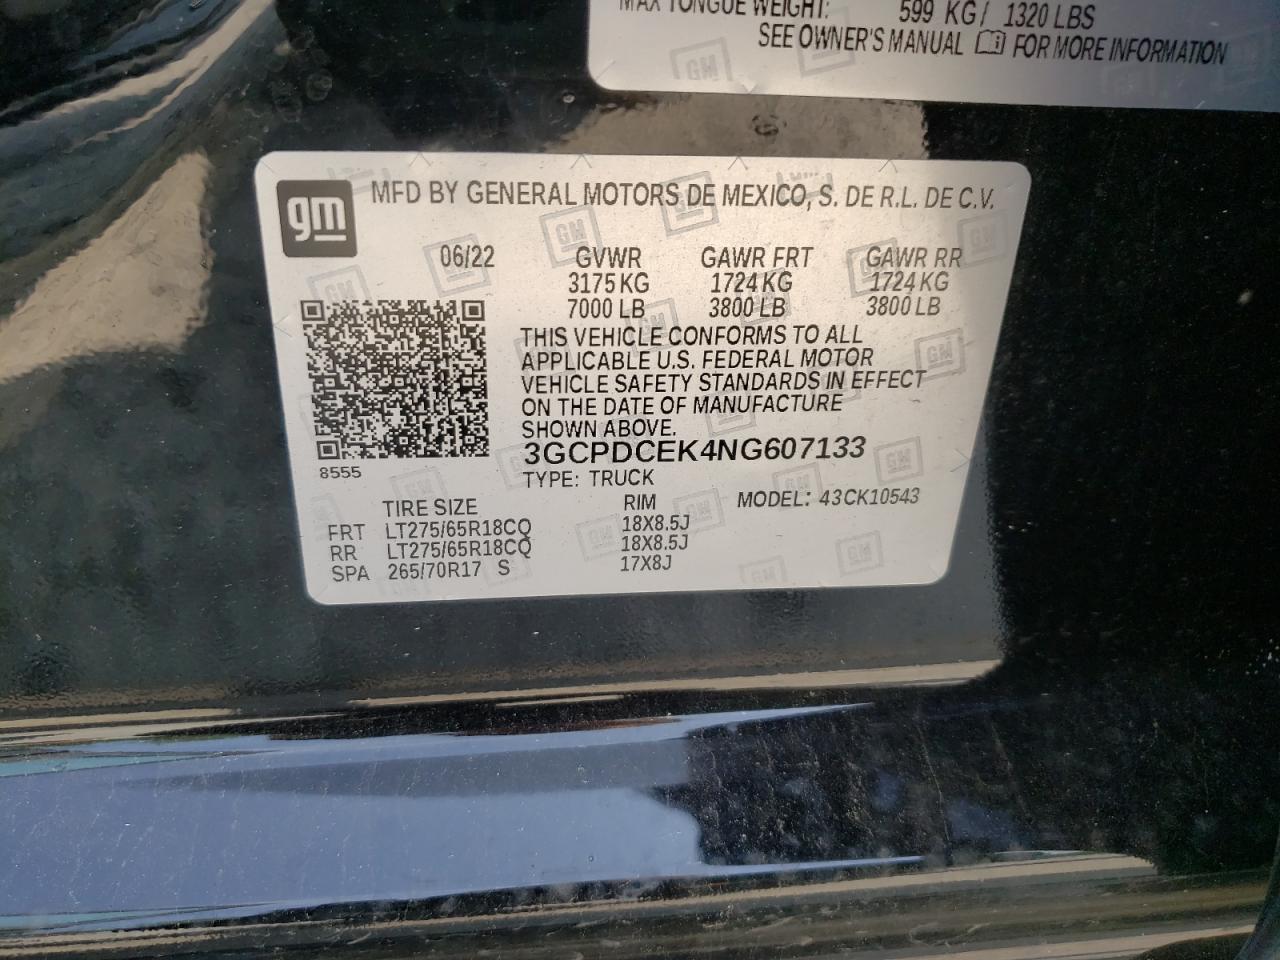 MAX TONGUE WEIGHT: 599 KG / 1320 LBS
SEE OWNER'S MANUAL FOR MORE INFORMATION
gm
MFD BY GENERAL MOTORS DE MEXICO, S. DE R.L. DE C.V.
06/22 GVWR GAWR FRT GAWR RR
3175 KG 1724 KG 1724 KG
7000 LB 3800 LB 3800 LB
THIS VEHICLE CONFORMS TO ALL
APPLICABLE U.S. FEDERAL MOTOR
VEHICLE SAFETY STANDARDS IN EFFECT
ON THE DATE OF MANUFACTURE
SHOWN ABOVE.
3GCPDCEK4NG607133
8555
TYPE: TRUCK
TIRE SIZE RIM MODEL: 43CK10543
FRT LT275/65R18CQ 18X8.5J
RR LT275/65R18CQ 18X8.5J
SPA 265/70R17 S 17X8J